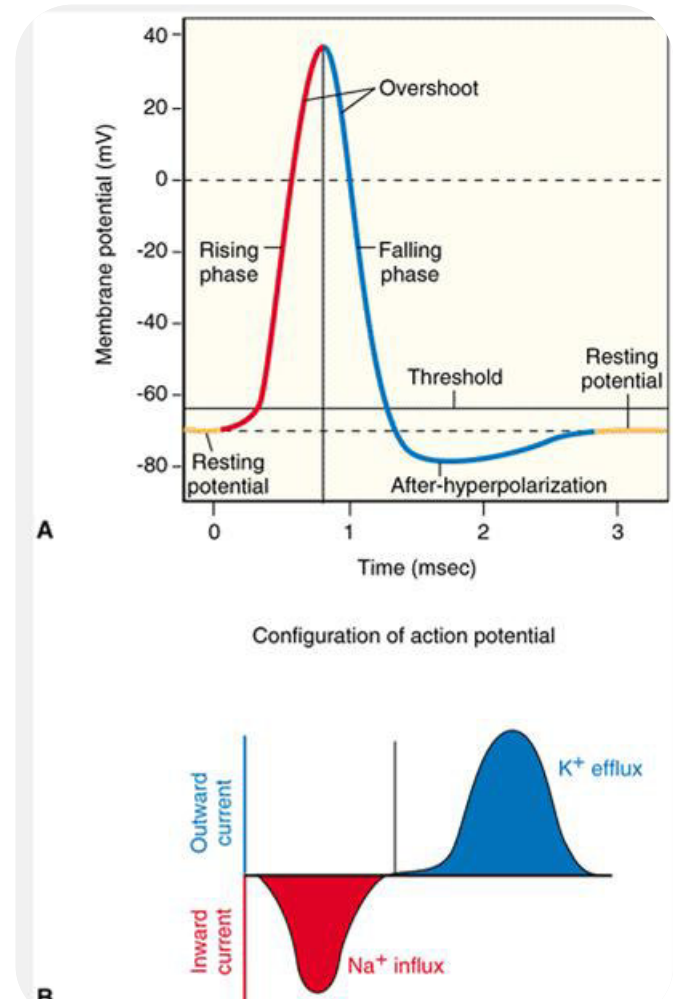 40
20
0
-20
-40
-60
-80
Membrane potential (mV)
Overshoot
Rising
phase
Falling
phase
Threshold
Resting
potential
Resting
potential
After-hyperpolarization
A
0
1
2
3
Time (msec)
Configuration of action potential
Outward
current
K+ efflux
Inward
current
Na+ influx
B